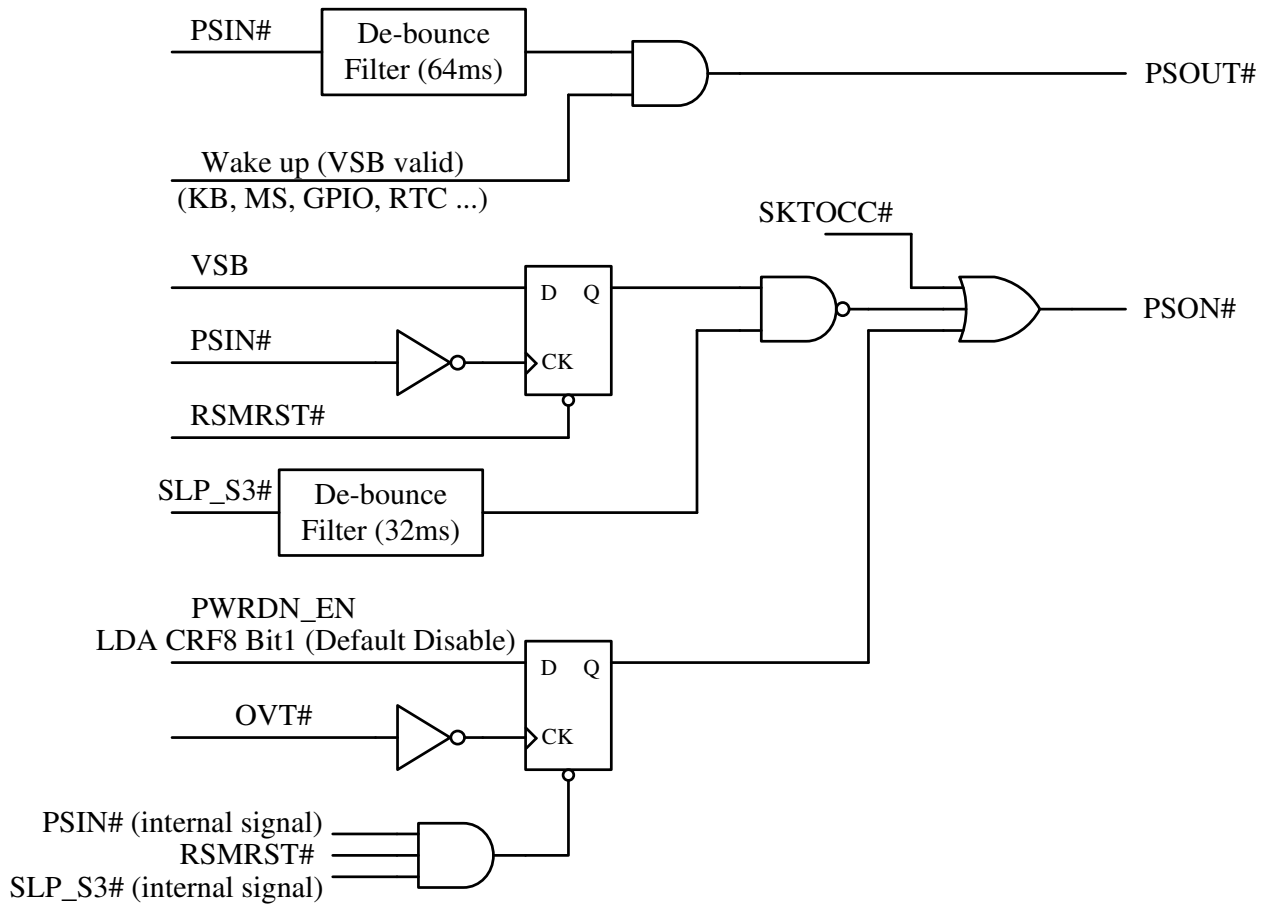 PSIN#
De-bounce
Filter (64ms)
PSOUT#
Wake up (VSB valid)
(KB, MS, GPIO, RTC ...)
SKTOCC#
VSB
D Q
PSON#
PSIN#
CK
RSMRST#
SLP_S3#
De-bounce
Filter (32ms)
PWRDN_EN
LDA CRF8 Bit1 (Default Disable)
D Q
OVT#
CK
PSIN# (internal signal)
RSMRST#
SLP_S3# (internal signal)